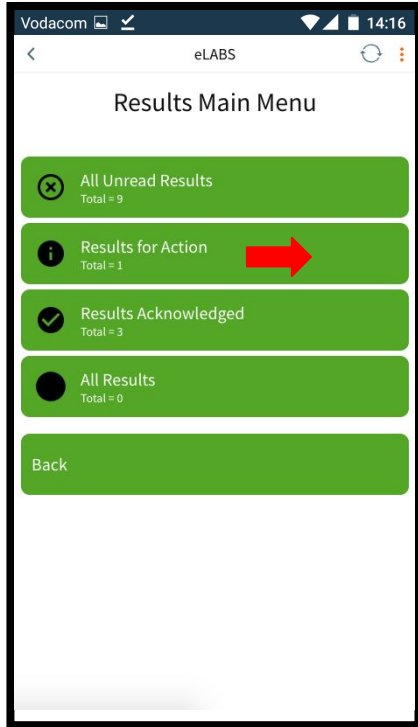 Vodacom 14:16
eLABS
Results Main Menu
All Unread Results
Total = 9
Results for Action
Total = 1
Results Acknowledged
Total = 3
All Results
Total = 0
Back